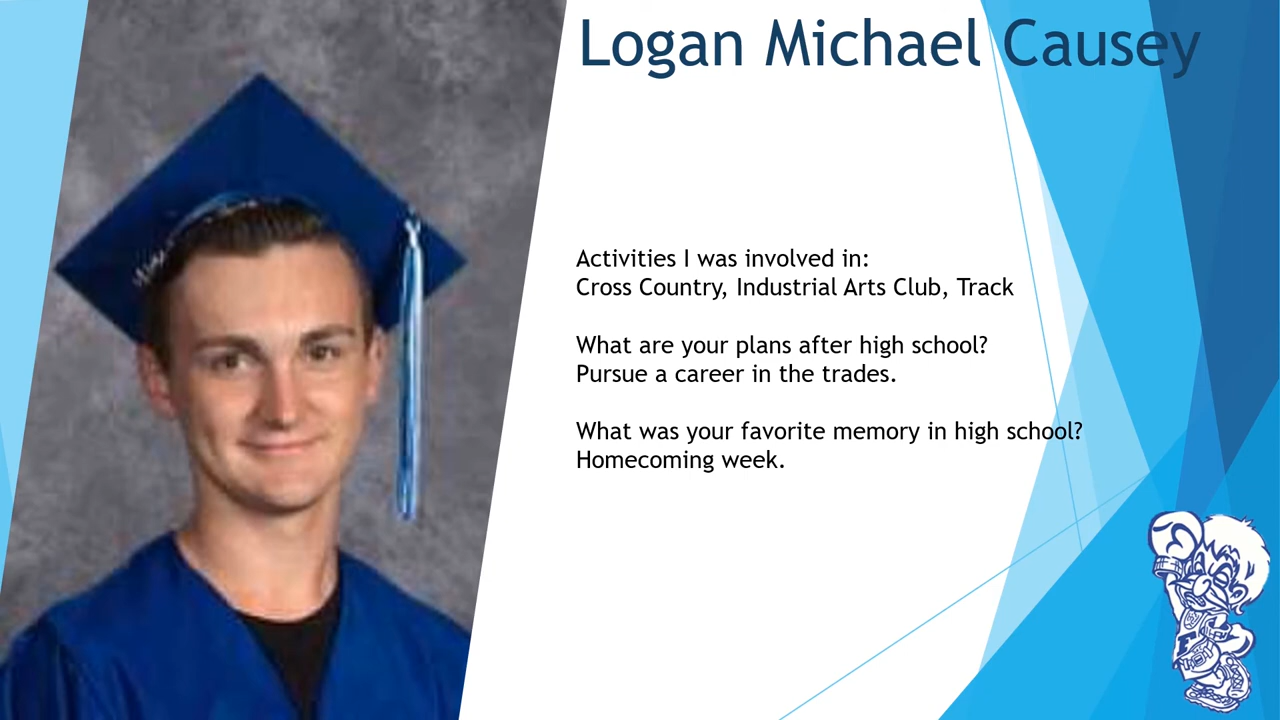 Logan Michael Causey
Activities I was involved in:
Cross Country, Industrial Arts Club, Track
What are your plans after high school?
Pursue a career in the trades.
What was your favorite memory in high school?
Homecoming week.